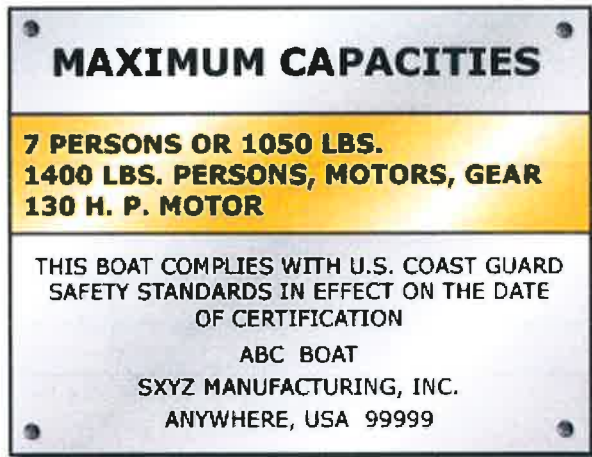 MAXIMUM CAPACITIES
7 PERSONS OR 1050 LBS.
1400 LBS. PERSONS, MOTORS, GEAR
130 H. P. MOTOR
THIS BOAT COMPLIES WITH U.S. COAST GUARD
SAFETY STANDARDS IN EFFECT ON THE DATE
OF CERTIFICATION
ABC BOAT
SXYZ MANUFACTURING, INC.
ANYWHERE, USA 99999